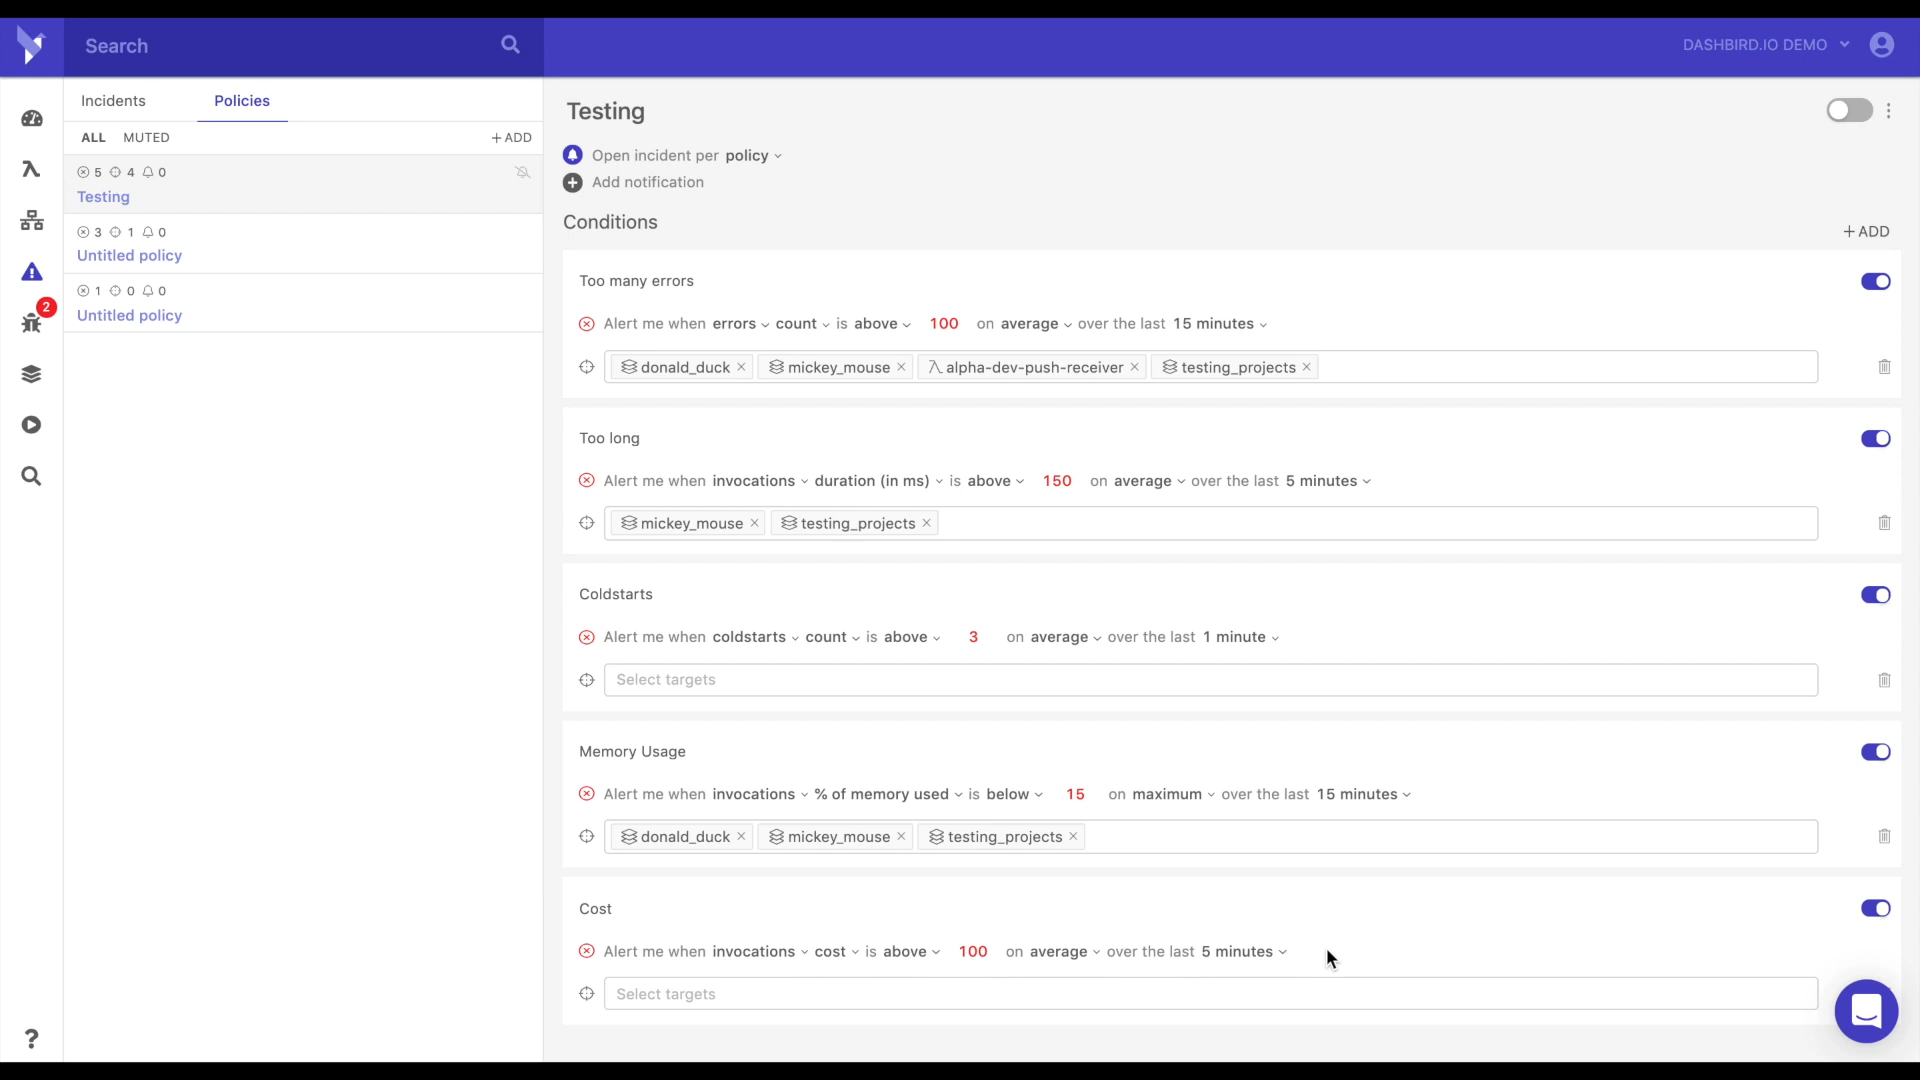 Search
DASHBIRD.IO DEMO
Incidents Policies
ALL MUTED + ADD
5 4 0
Testing
3 1 0
Untitled policy
1 0 0
Untitled policy
2
?
Testing
Open incident per policy
Add notification
Conditions
+ ADD
Too many errors
Alert me when errors count is above 100 on average over the last 15 minutes
donald_duck × mickey_mouse × alpha-dev-push-receiver × testing_projects ×
Too long
Alert me when invocations duration (in ms) is above 150 on average over the last 5 minutes
mickey_mouse × testing_projects ×
Coldstarts
Alert me when coldstarts count is above 3 on average over the last 1 minute
Select targets
Memory Usage
Alert me when invocations % of memory used is below 15 on maximum over the last 15 minutes
donald_duck × mickey_mouse × testing_projects ×
Cost
Alert me when invocations cost is above 100 on average over the last 5 minutes
Select targets